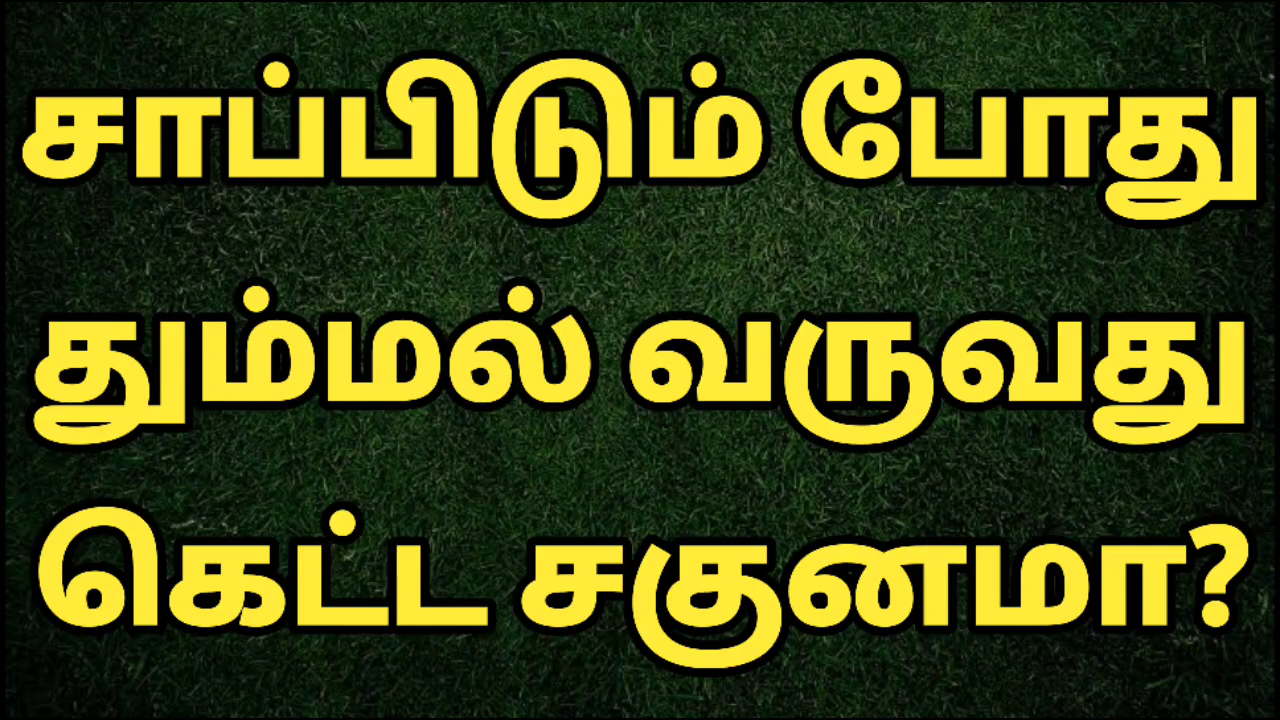 சாப்பிடும் போது
தும்மல் வருவது
கெட்ட சகுனமா?